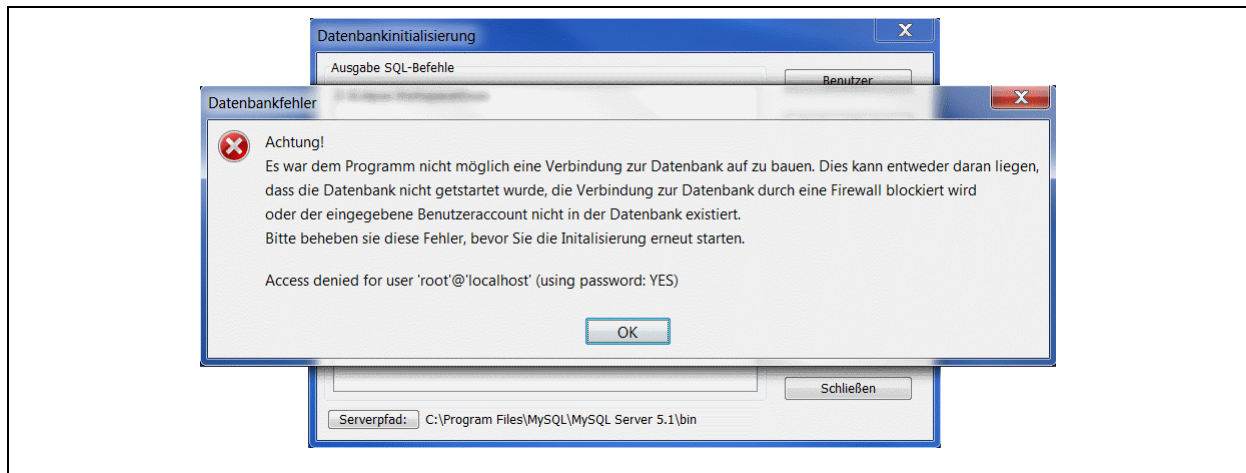 Datenbankinitialisierung
X
Ausgabe SQL-Befehle
Benutzer
Datenbankfehler
X
Achtung!
Es war dem Programm nicht möglich eine Verbindung zur Datenbank auf zu bauen. Dies kann entweder daran liegen,
dass die Datenbank nicht getstartet wurde, die Verbindung zur Datenbank durch eine Firewall blockiert wird
oder der eingegebene Benutzeraccount nicht in der Datenbank existiert.
Bitte beheben sie diese Fehler, bevor Sie die Initalisierung erneut starten.
Access denied for user 'root'@'localhost' (using password: YES)
OK
Schließen
Serverpfad: C:\Program Files\MySQL\MySQL Server 5.1\bin